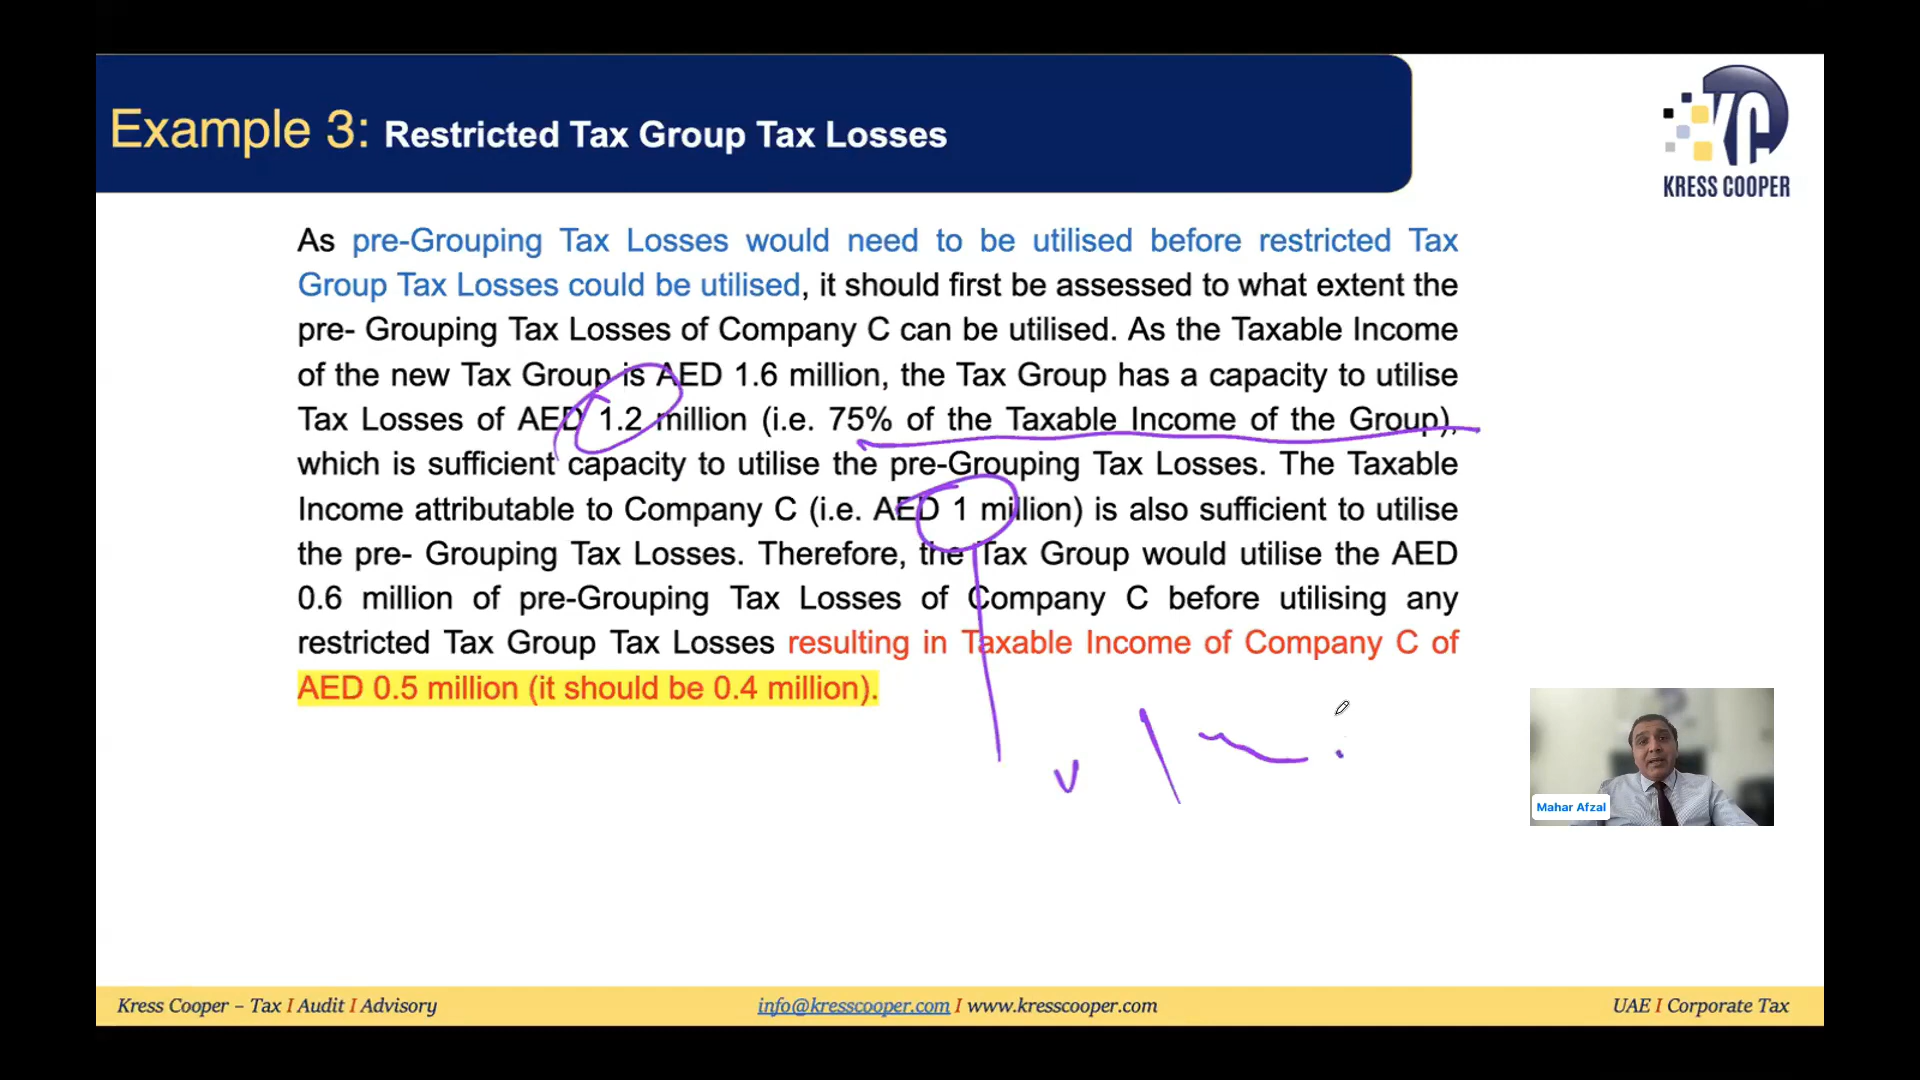 Example 3: Restricted Tax Group Tax Losses
KC
KRESS COOPER
As pre-Grouping Tax Losses would need to be utilised before restricted Tax
Group Tax Losses could be utilised, it should first be assessed to what extent the
pre- Grouping Tax Losses of Company C can be utilised. As the Taxable Income
of the new Tax Group is AED 1.6 million, the Tax Group has a capacity to utilise
Tax Losses of AED 1.2 million (i.e. 75% of the Taxable Income of the Group),
which is sufficient capacity to utilise the pre-Grouping Tax Losses. The Taxable
Income attributable to Company C (i.e. AED 1 million) is also sufficient to utilise
the pre- Grouping Tax Losses. Therefore, the Tax Group would utilise the AED
0.6 million of pre-Grouping Tax Losses of Company C before utilising any
restricted Tax Group Tax Losses resulting in Taxable Income of Company C of
AED 0.5 million (it should be 0.4 million).
Mahar Afzal
Kress Cooper – Tax I Audit I Advisory
info@kresscooper.com I www.kresscooper.com
UAE I Corporate Tax